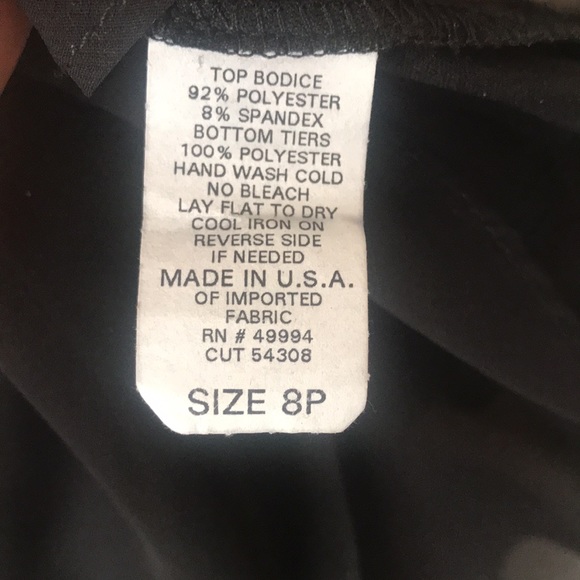 TOP BODICE
92% POLYESTER
8% SPANDEX
BOTTOM TIERS
100% POLYESTER
HAND WASH COLD
NO BLEACH
LAY FLAT TO DRY
COOL IRON ON
REVERSE SIDE
IF NEEDED
MADE IN U.S.A.
OF IMPORTED
FABRIC
RN # 49994
CUT 54308
SIZE 8P